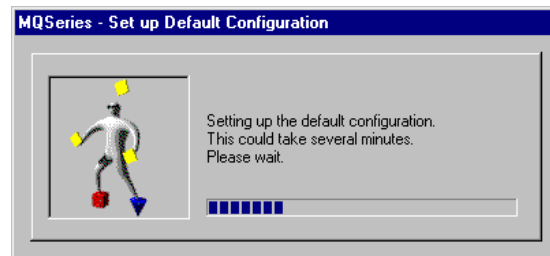 MQSeries - Set up Default Configuration
Setting up the default configuration.
This could take several minutes.
Please wait.